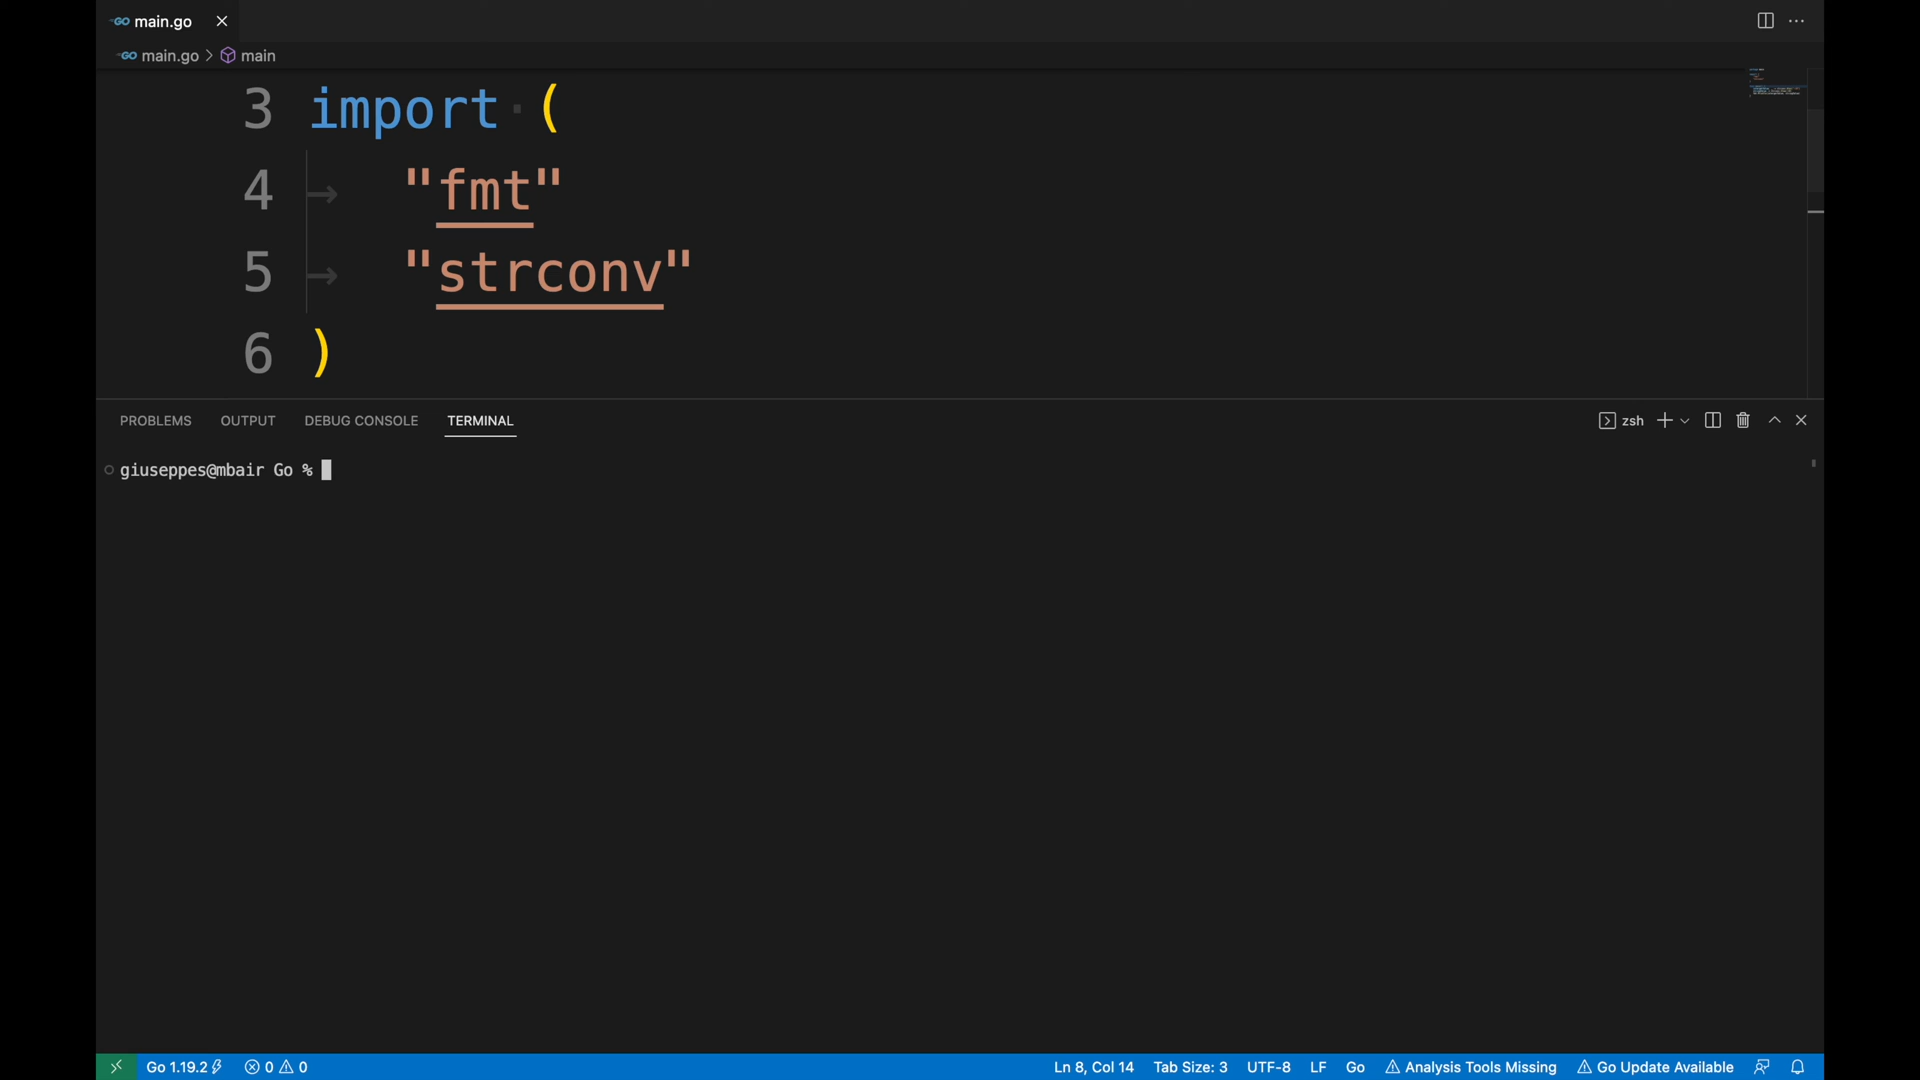 GO main.go
GO main.go > main
3 import (
4 "fmt"
5 "strconv"
6 )
PROBLEMS OUTPUT DEBUG CONSOLE TERMINAL zsh
giuseppes@mbair Go %
Go 1.19.2 0 0 Ln 8, Col 14 Tab Size: 3 UTF-8 LF Go Analysis Tools Missing Go Update Available